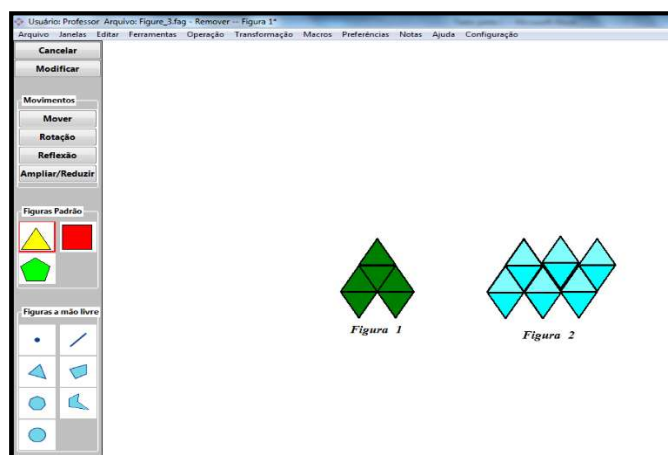 Usuário: Professor Arquivo: Figure_3.fag - Remover -- Figura 1*
Arquivo Janelas Editar Ferramentas Operação Transformação Macros Preferências Notas Ajuda Configuração
Cancelar
Modificar
Movimentos
Mover
Rotação
Reflexão
Ampliar/Reduzir
Figuras Padrão
Figuras a mão livre
Figura 1
Figura 2